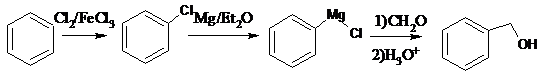 Cl2/FeCl3
Cl
Mg/Et2O
Mg
Cl
1)CH2O
2)H3O+
OH